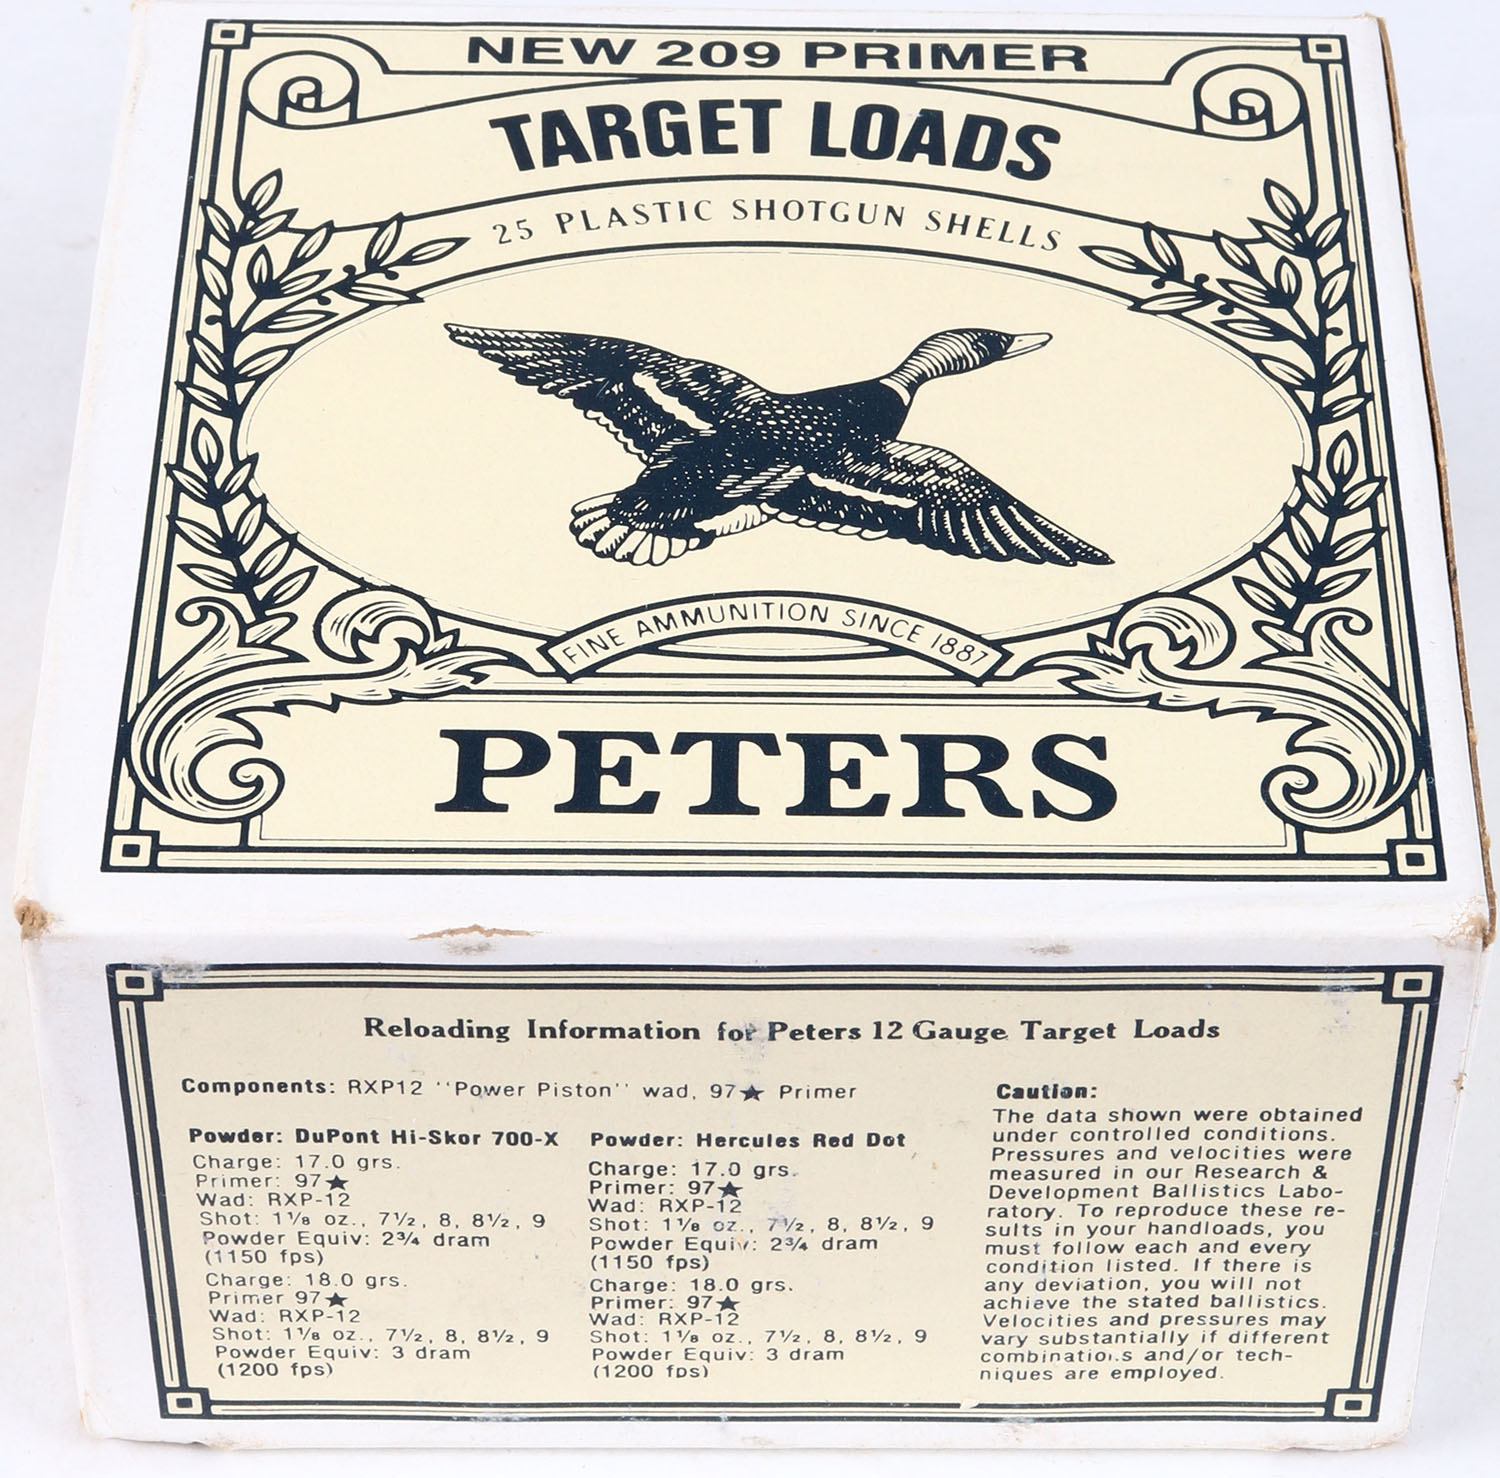 NEW 209 PRIMER
TARGET LOADS
25 PLASTIC SHOTGUN SHELLS
FINE AMMUNITION SINCE 1887
PETERS
Reloading Information for Peters 12 Gauge Target Loads
Components: RXP12 "Power Piston" wad, 97★ Primer
Powder: DuPont Hi-Skor 700-X
Charge: 17.0 grs.
Primer: 97★
Wad: RXP-12
Shot: 1⅛ oz., 7½, 8, 8½, 9
Powder Equiv: 2¾ dram
(1150 fps)
Charge: 18.0 grs.
Primer 97★
Wad: RXP-12
Shot: 1⅛ oz., 7½, 8, 8½, 9
Powder Equiv: 3 dram
(1200 fps)
Powder: Hercules Red Dot
Charge: 17.0 grs.
Primer: 97★
Wad: RXP-12
Shot: 1⅛ oz., 7½, 8, 8½, 9
Powder Equiv: 2¾ dram
(1150 fps)
Charge: 18.0 grs.
Primer: 97★
Wad: RXP-12
Shot: 1⅛ oz., 7½, 8, 8½, 9
Powder Equiv: 3 dram
(1200 fps)
Caution:
The data shown were obtained
under controlled conditions.
Pressures and velocities were
measured in our Research &
Development Ballistics Labo-
ratory. To reproduce these re-
sults in your handloads, you
must follow each and every
condition listed. If there is
any deviation, you will not
achieve the stated ballistics.
Velocities and pressures may
vary substantially if different
combinations and/or tech-
niques are employed.